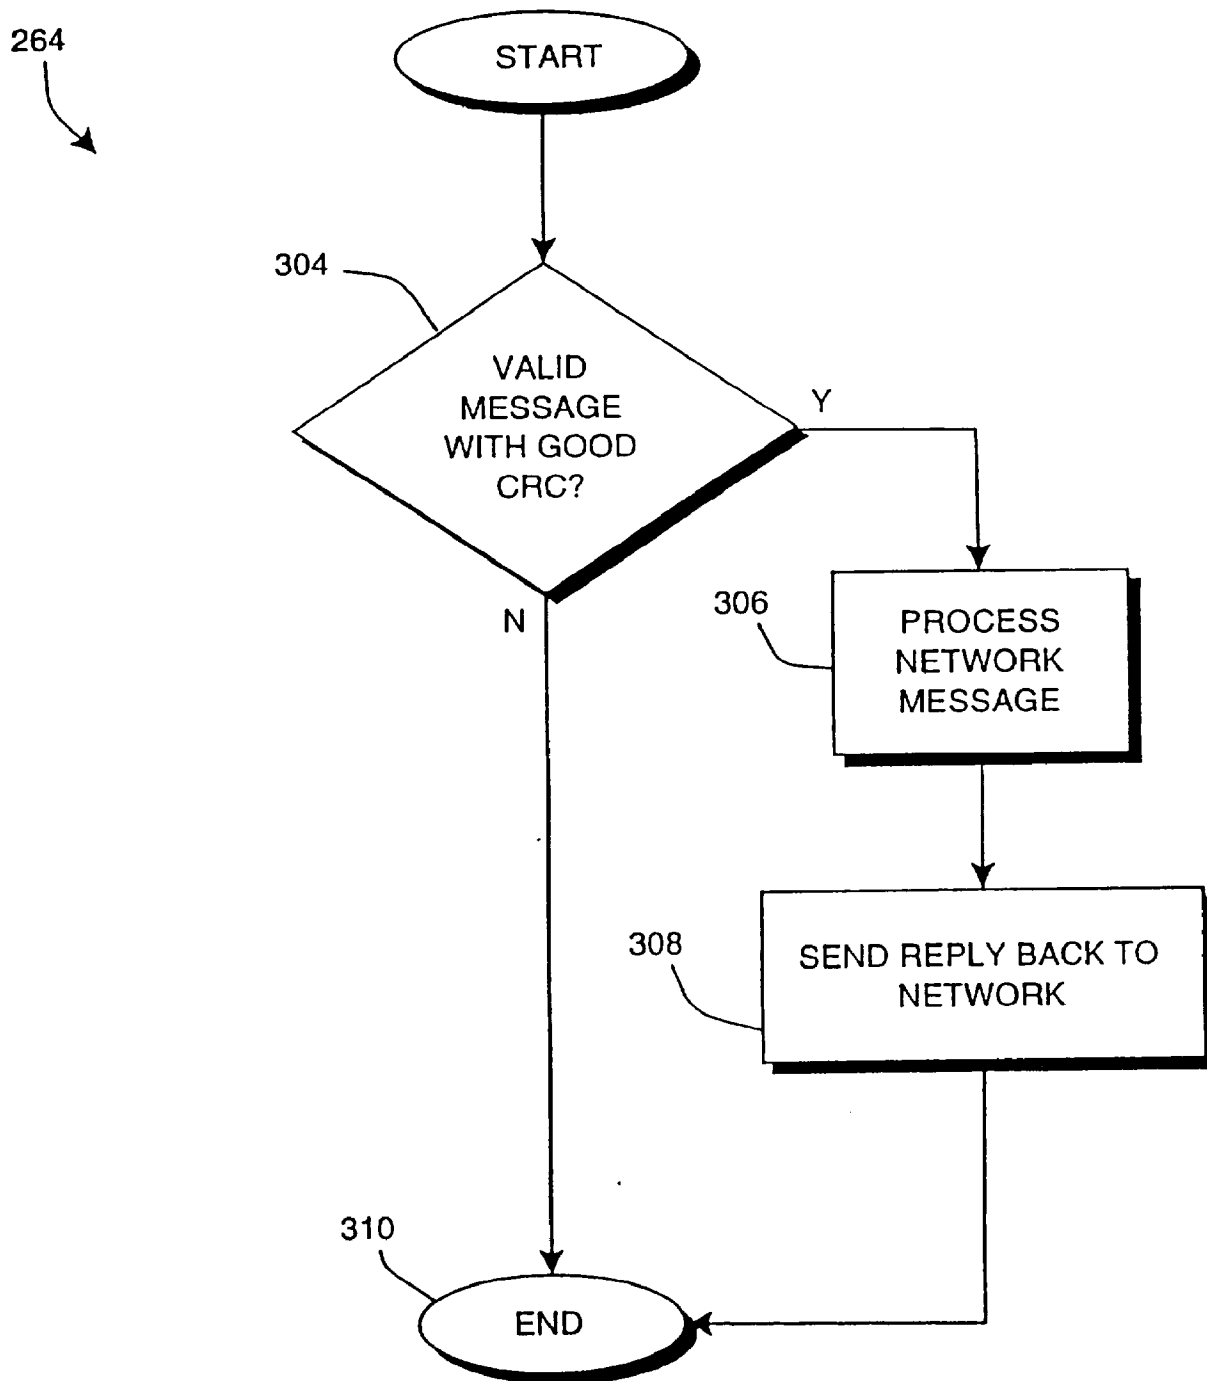 264
START
304
VALID
MESSAGE
WITH GOOD
CRC?
Y
N
306
PROCESS
NETWORK
MESSAGE
308
SEND REPLY BACK TO
NETWORK
310
END